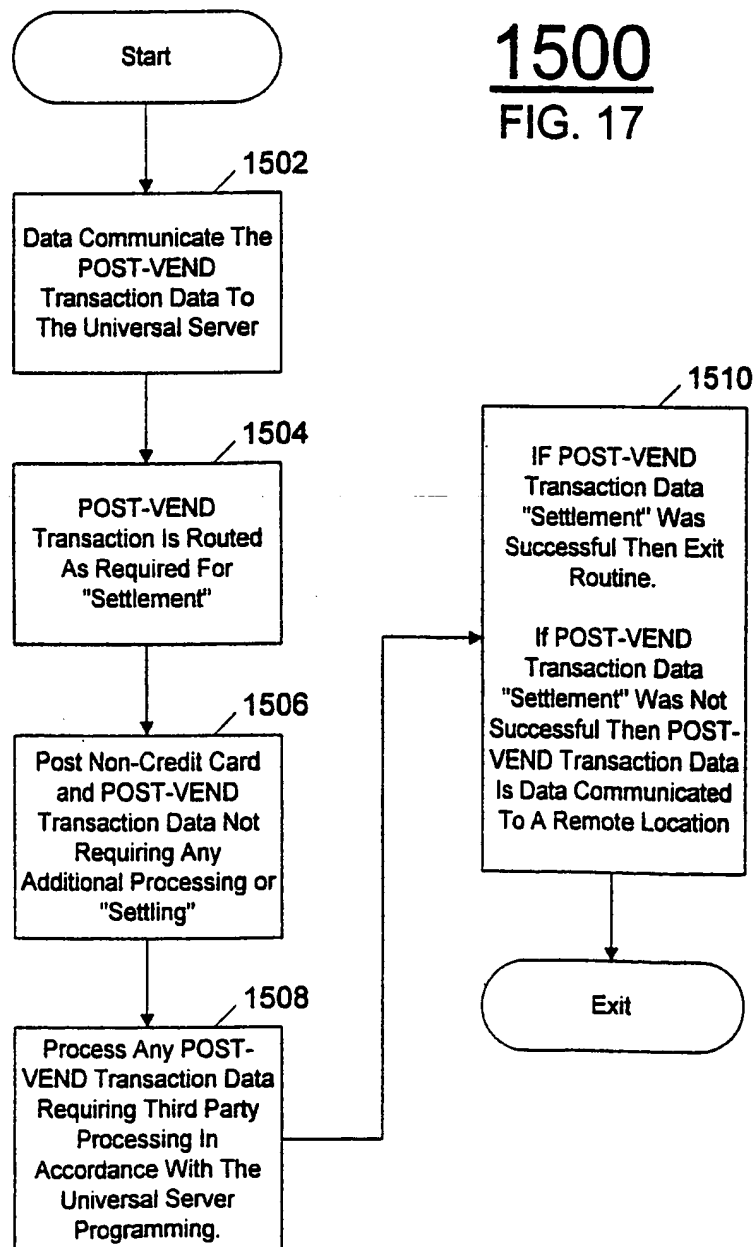 Start
1500
FIG. 17
1502
Data Communicate The
POST-VEND
Transaction Data To
The Universal Server
1504
POST-VEND
Transaction Is Routed
As Required For
"Settlement"
1506
Post Non-Credit Card
and POST-VEND
Transaction Data Not
Requiring Any
Additional Processing or
"Settling"
1508
Process Any POST-
VEND Transaction Data
Requiring Third Party
Processing In
Accordance With The
Universal Server
Programming.
1510
IF POST-VEND
Transaction Data
"Settlement" Was
Successful Then Exit
Routine.
If POST-VEND
Transaction Data
"Settlement" Was Not
Successful Then POST-
VEND Transaction Data
Is Data Communicated
To A Remote Location
Exit